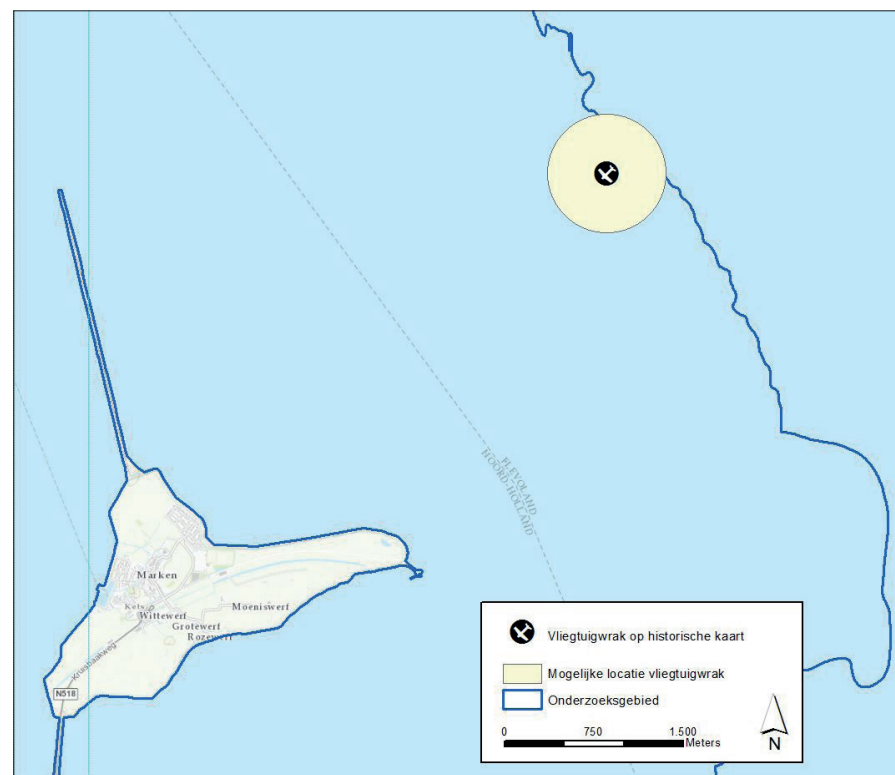 FLEVOLAND
NOORD-HOLLAND
Marken
Kets
Wittewerf
Moeniswerf
Grotewerf
Rozewerf
Kruisbaakweg
N518
Vliegtuigwrak op historische kaart
Mogelijke locatie vliegtuigwrak
Onderzoeksgebied
0 750 1.500
Meters
N